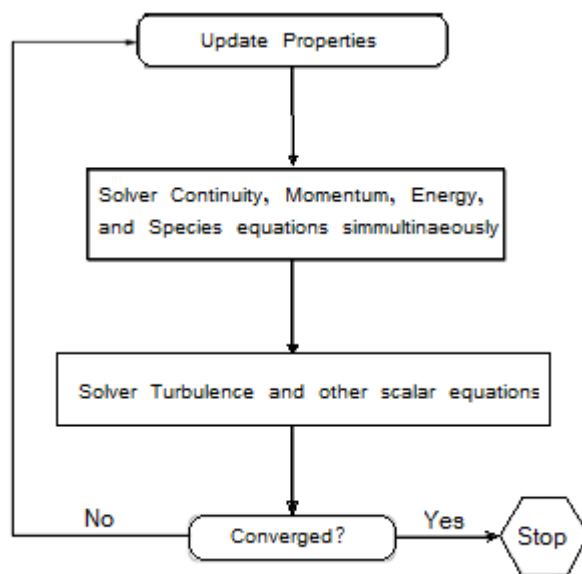 Update Properties
Solver Continuity, Momentum, Energy,
and Species equations simmultinaeously
Solver Turbulence and other scalar equations
No
Converged?
Yes
Stop